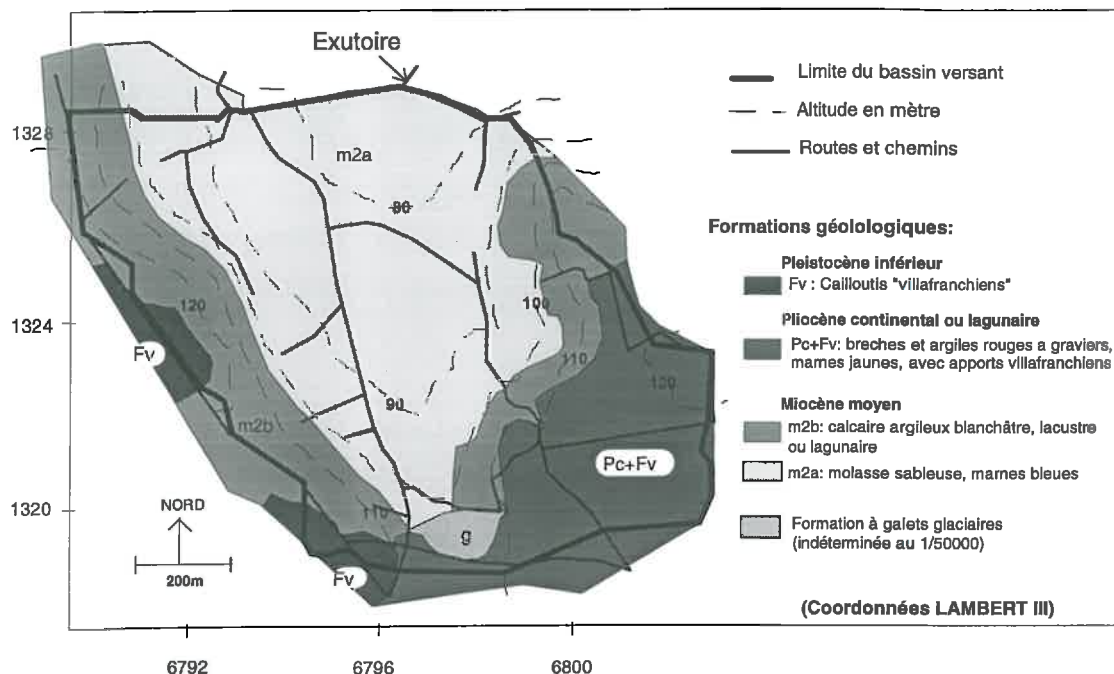 Exutoire
Limite du bassin versant
Altitude en mètre
Routes et chemins
1328
m2a
80
Formations géolologiques:
Pleistocène inférieur
Fv : Cailloutis "villafranchiens"
120
100
1324
Pliocène continental ou lagunaire
Fv
Pc+Fv: breches et argiles rouges a graviers,
marnes jaunes, avec apports villafranchiens
110
90
Miocène moyen
m2b
m2b: calcaire argileux blanchâtre, lacustre
ou lagunaire
Pc+Fv
m2a: molasse sableuse, marnes bleues
1320
NORD
110
g
Formation à galets glaciaires
(indéterminée au 1/50000)
200m
Fv
(Coordonnées LAMBERT III)
6792
6796
6800